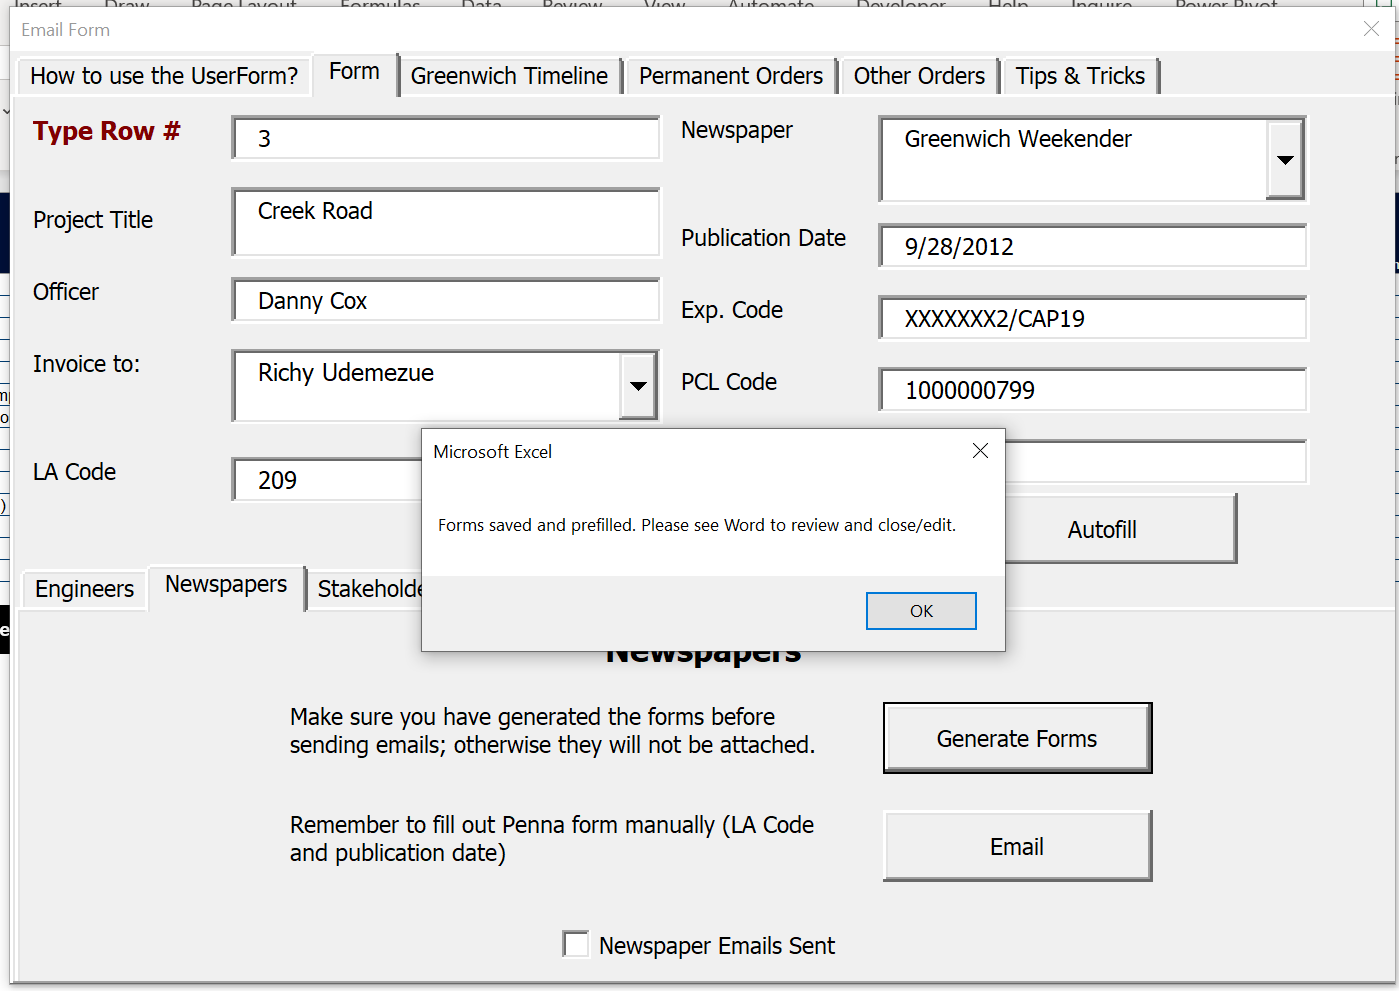 Insert Draw Page Layout Formulas Data Review View Automate Developer Help Inquire Power Pivot
Email Form
How to use the UserForm? Form Greenwich Timeline Permanent Orders Other Orders Tips & Tricks
Type Row # 3
Newspaper Greenwich Weekender
Project Title Creek Road
Publication Date 9/28/2012
Officer Danny Cox
Exp. Code XXXXXXX2/CAP19
Invoice to: Richy Udemezue
PCL Code 1000000799
LA Code 209
Microsoft Excel
Forms saved and prefilled. Please see Word to review and close/edit.
OK
Autofill
Engineers Newspapers Stakeholde
Newspapers
Make sure you have generated the forms before
sending emails; otherwise they will not be attached.
Generate Forms
Remember to fill out Penna form manually (LA Code
and publication date)
Email
Newspaper Emails Sent